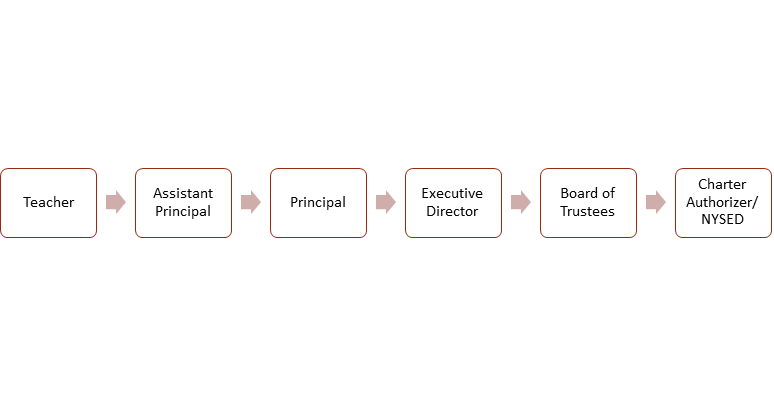 Teacher
Assistant
Principal
Principal
Executive
Director
Board of
Trustees
Charter
Authorizer/
NYSED